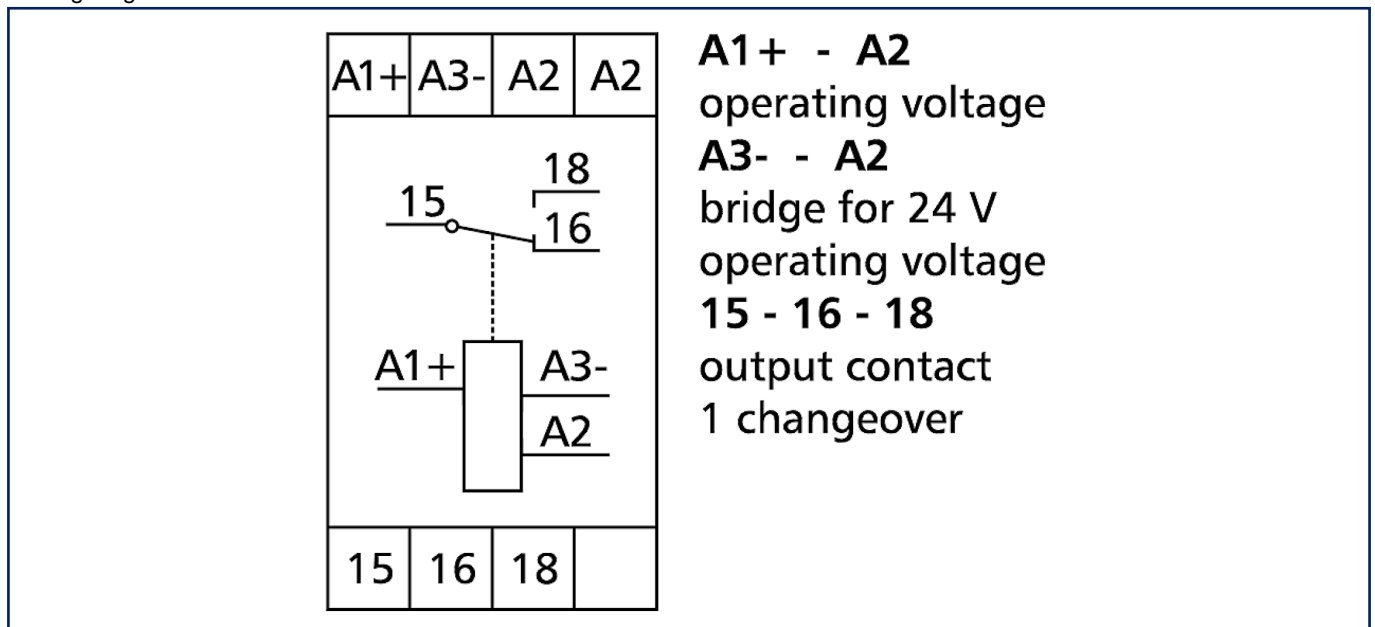 A1+ A3- A2 A2
18
15
16
A1+ A3-
A2
15 16 18
A1+ - A2
operating voltage
A3- - A2
bridge for 24 V
operating voltage
15 - 16 - 18
output contact
1 changeover